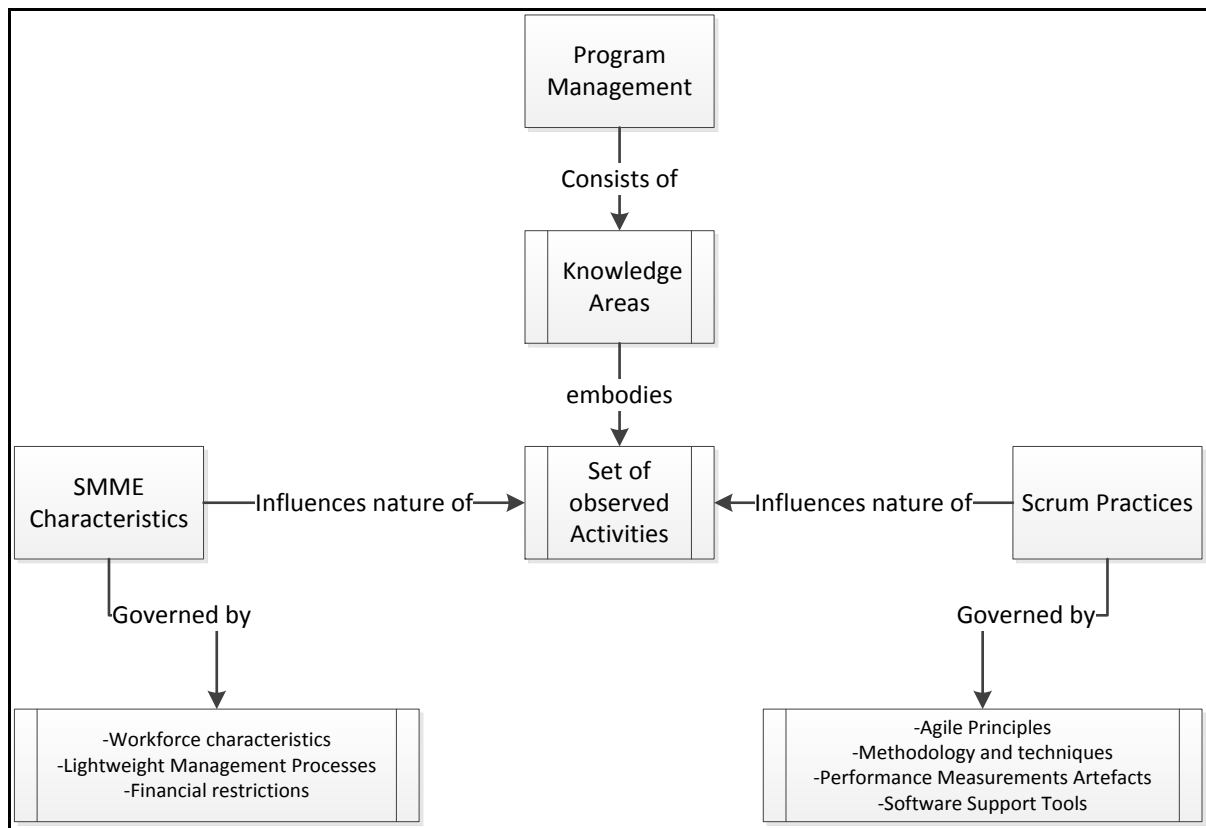 Program
Management
Consists of
Knowledge
Areas
embodies
SMME
Characteristics
Influences nature of
Set of
observed
Activities
Influences nature of
Scrum Practices
Governed by
Governed by
-Workforce characteristics
-Lightweight Management Processes
-Financial restrictions
-Agile Principles
-Methodology and techniques
-Performance Measurements Artefacts
-Software Support Tools